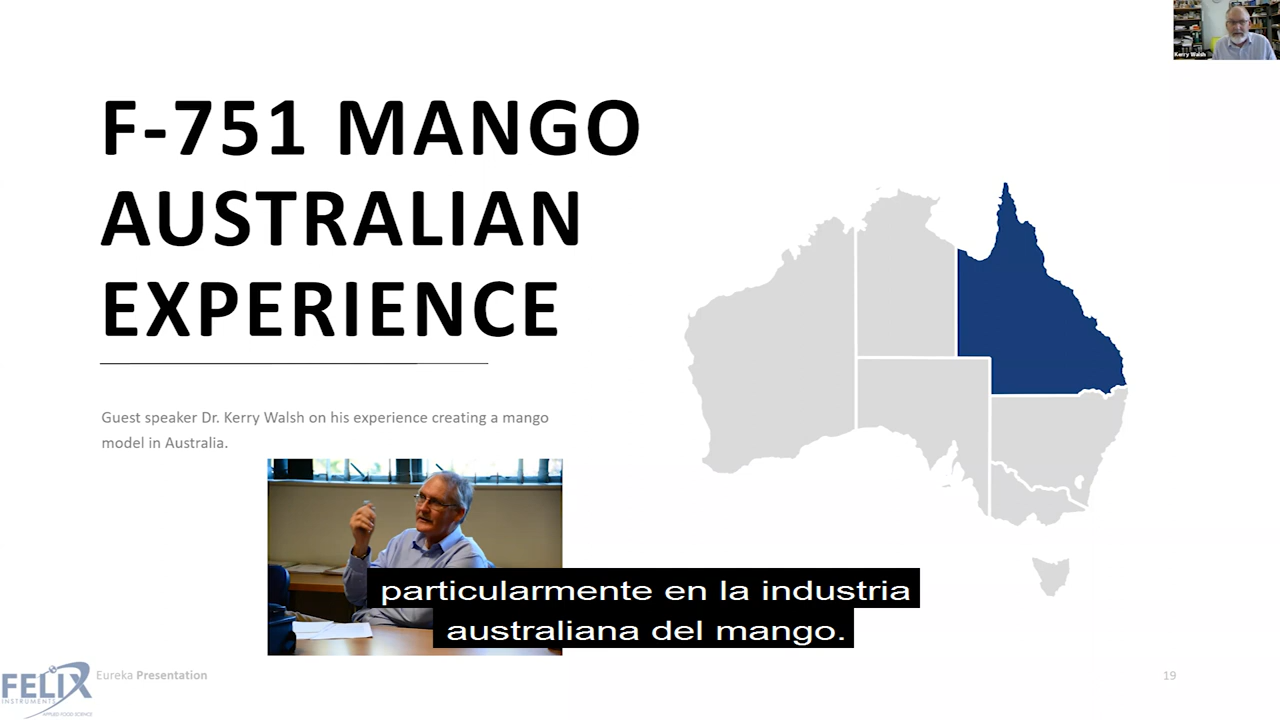 Kerry Walsh
F-751 MANGO
AUSTRALIAN
EXPERIENCE
Guest speaker Dr. Kerry Walsh on his experience creating a mango
model in Australia.
particularmente en la industria
australiana del mango.
FELIX
INSTRUMENTS
APPLIED FOOD SCIENCE
Eureka Presentation
19